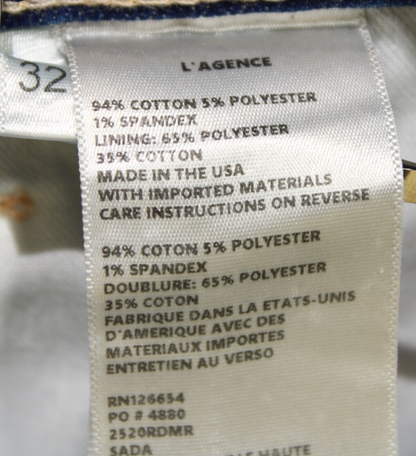 32
L'AGENCE
94% COTTON 5% POLYESTER
1% SPANDEX
LINING: 65% POLYESTER
35% COTTON
MADE IN THE USA
WITH IMPORTED MATERIALS
CARE INSTRUCTIONS ON REVERSE
94% COTON 5% POLYESTER
1% SPANDEX
DOUBLURE: 65% POLYESTER
35% COTON
FABRIQUE DANS LA ETATS-UNIS
D'AMERIQUE AVEC DES
MATERIAUX IMPORTES
ENTRETIEN AU VERSO
RN126654
PO # 4880
2520RDMR
SADA
HAUTE